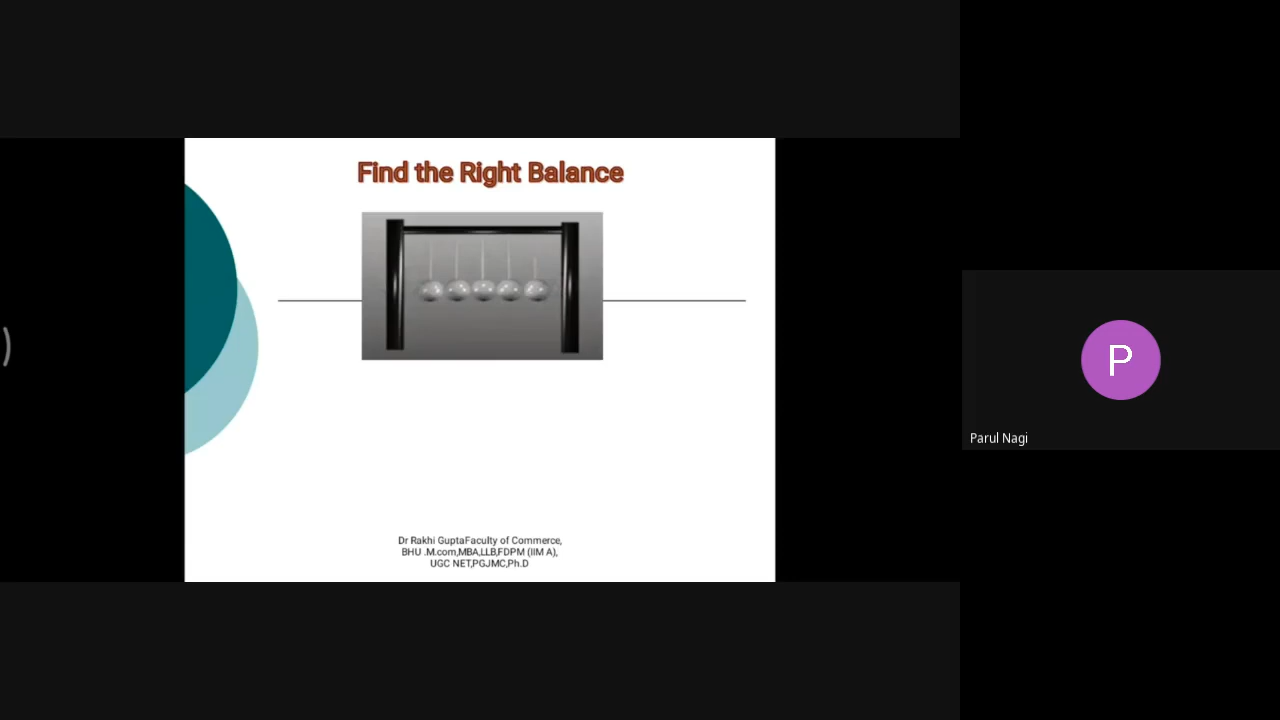 Find the Right Balance
Dr Rakhi GuptaFaculty of Commerce,
BHU .M.com,MBA,LLB,FDPM (IIM A),
UGC NET,PGJMC,Ph.D
P
Parul Nagi